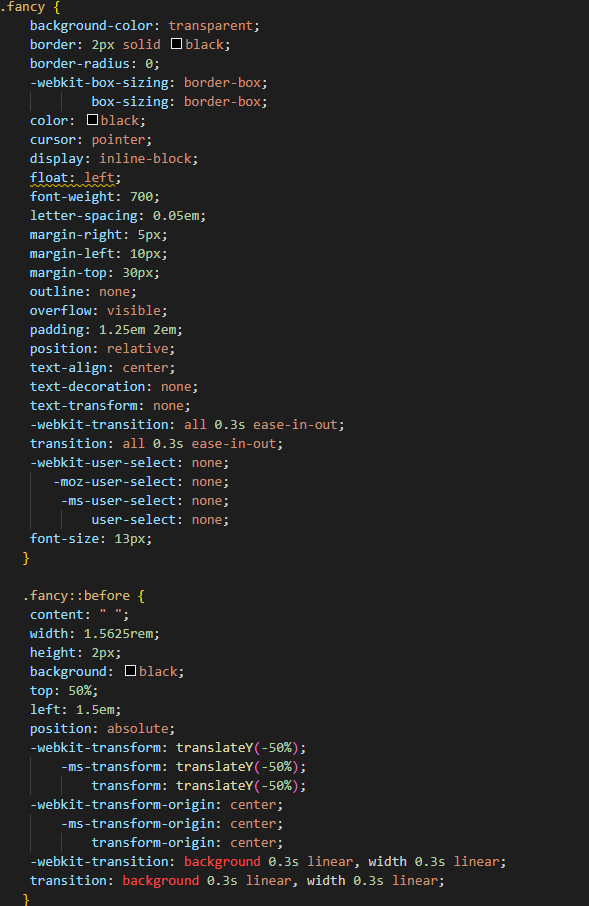 .fancy {
background-color: transparent;
border: 2px solid black;
border-radius: 0;
-webkit-box-sizing: border-box;
box-sizing: border-box;
color: black;
cursor: pointer;
display: inline-block;
float: left;
font-weight: 700;
letter-spacing: 0.05em;
margin-right: 5px;
margin-left: 10px;
margin-top: 30px;
outline: none;
overflow: visible;
padding: 1.25em 2em;
position: relative;
text-align: center;
text-decoration: none;
text-transform: none;
-webkit-transition: all 0.3s ease-in-out;
transition: all 0.3s ease-in-out;
-webkit-user-select: none;
-moz-user-select: none;
-ms-user-select: none;
user-select: none;
font-size: 13px;
}
.fancy::before {
content: " ";
width: 1.5625rem;
height: 2px;
background: black;
top: 50%;
left: 1.5em;
position: absolute;
-webkit-transform: translateY(-50%);
-ms-transform: translateY(-50%);
transform: translateY(-50%);
-webkit-transform-origin: center;
-ms-transform-origin: center;
transform-origin: center;
-webkit-transition: background 0.3s linear, width 0.3s linear;
transition: background 0.3s linear, width 0.3s linear;
}